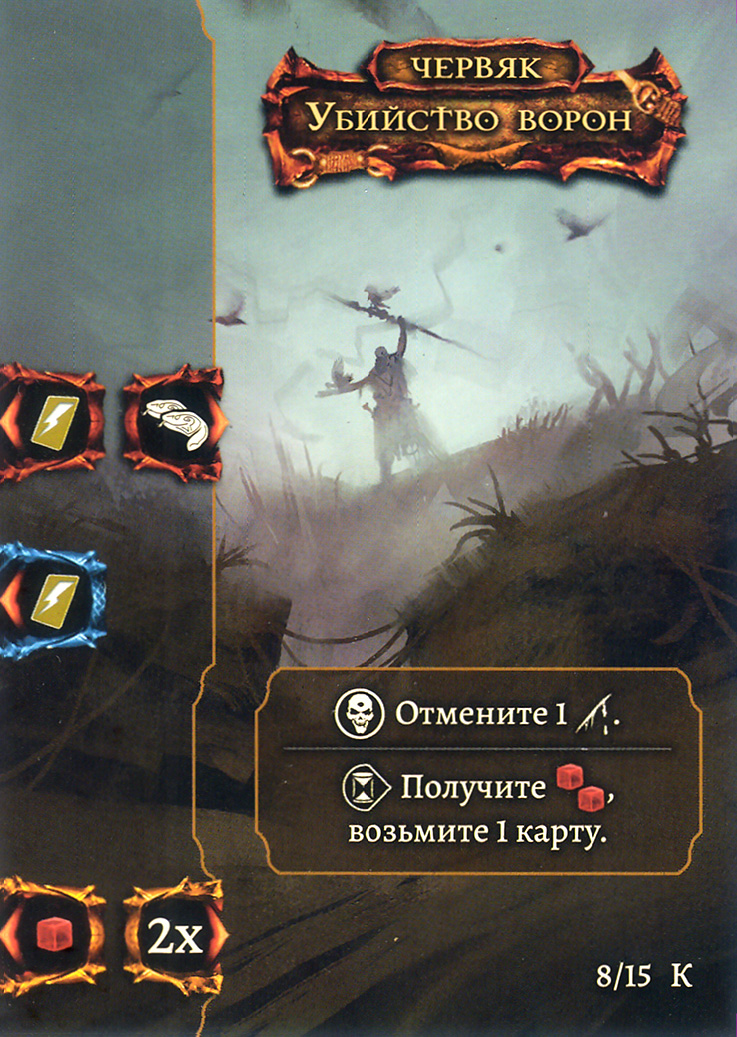 ЧЕРВЯК
Убийство ворон
Отмените 1 .
Получите ,
возьмите 1 карту.
2x
8/15 К